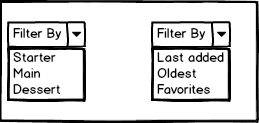 Filter By
Starter
Main
Dessert
Filter By
Last added
Oldest
Favorites